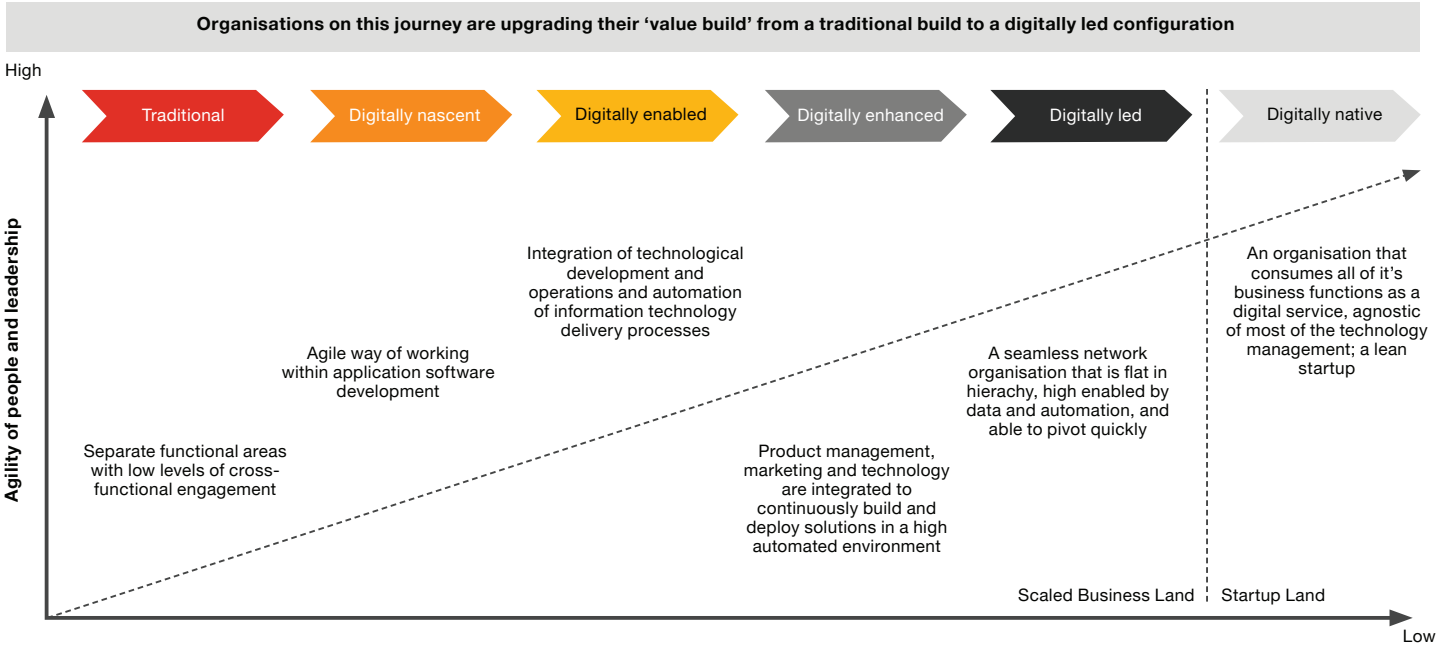 Organisations on this journey are upgrading their ‘value build’ from a traditional build to a digitally led configuration
High
Traditional
Digitally nascent
Digitally enabled
Digitally enhanced
Digitally led
Digitally native
Agility of people and leadership
Separate functional areas
with low levels of cross-
functional engagement
Agile way of working
within application software
development
Integration of technological
development and
operations and automation
of information technology
delivery processes
Product management,
marketing and technology
are integrated to
continuously build and
deploy solutions in a high
automated environment
A seamless network
organisation that is flat in
hierachy, high enabled by
data and automation, and
able to pivot quickly
An organisation that
consumes all of it’s
business functions as a
digital service, agnostic
of most of the technology
management; a lean
startup
Scaled Business Land
Startup Land
Low